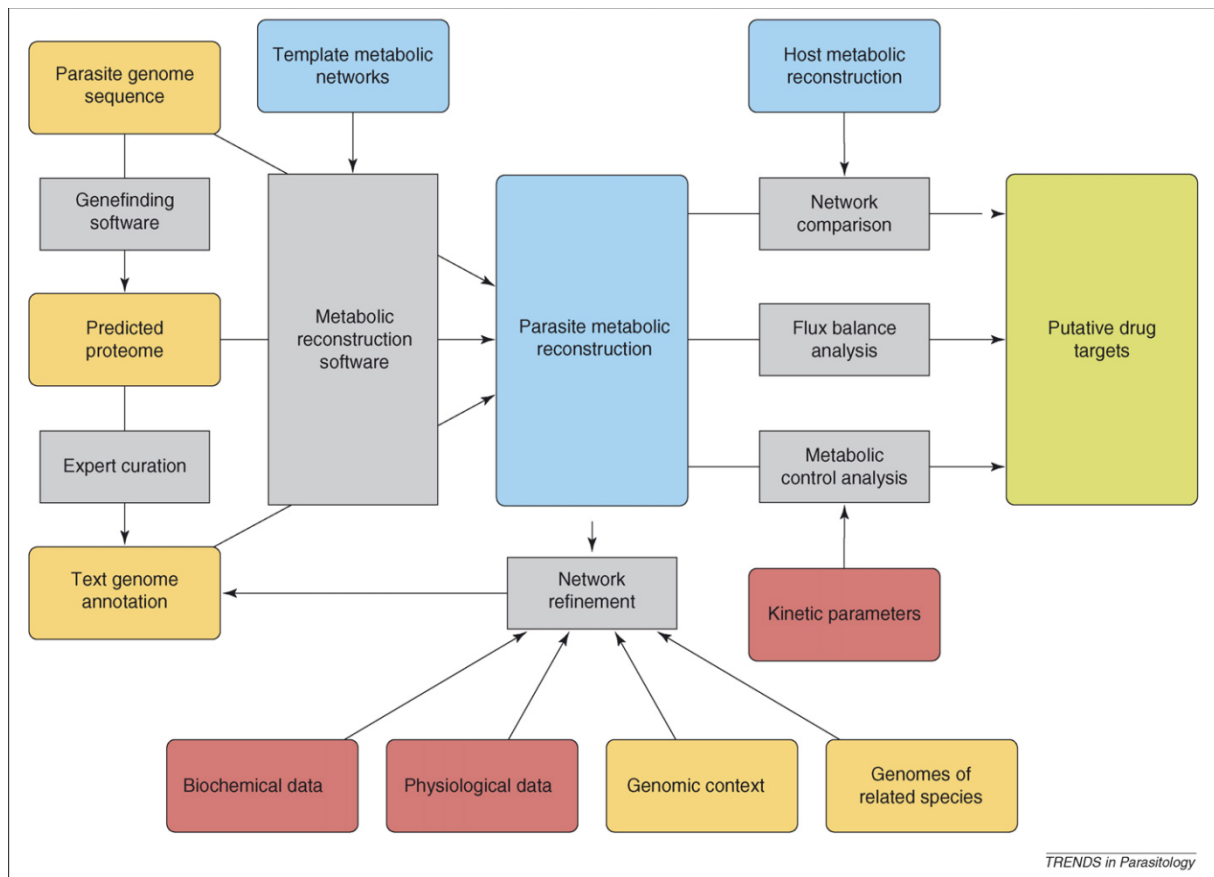 Parasite genome
sequence
Template metabolic
networks
Host metabolic
reconstruction
Genefinding
software
Network
comparison
Predicted
proteome
Metabolic
reconstruction
software
Parasite metabolic
reconstruction
Flux balance
analysis
Putative drug
targets
Expert curation
Metabolic
control analysis
Text genome
annotation
Network
refinement
Kinetic parameters
Biochemical data
Physiological data
Genomic context
Genomes of
related species
TRENDS in Parasitology